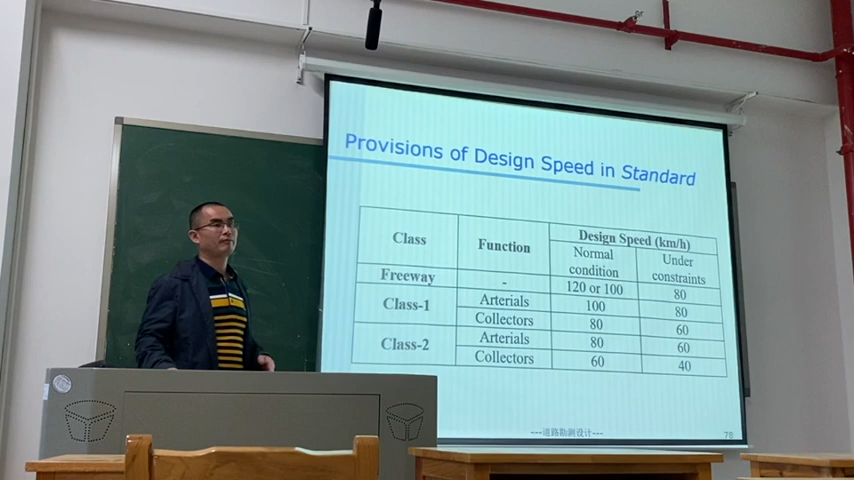 Provisions of Design Speed in Standard
Class Function Design Speed (km/h)
Normal condition Under constraints
Freeway - 120 or 100 80
Class-1 Arterials 100 80
Collectors 80 60
Class-2 Arterials 80 60
Collectors 60 40
---道路勘测设计---
78